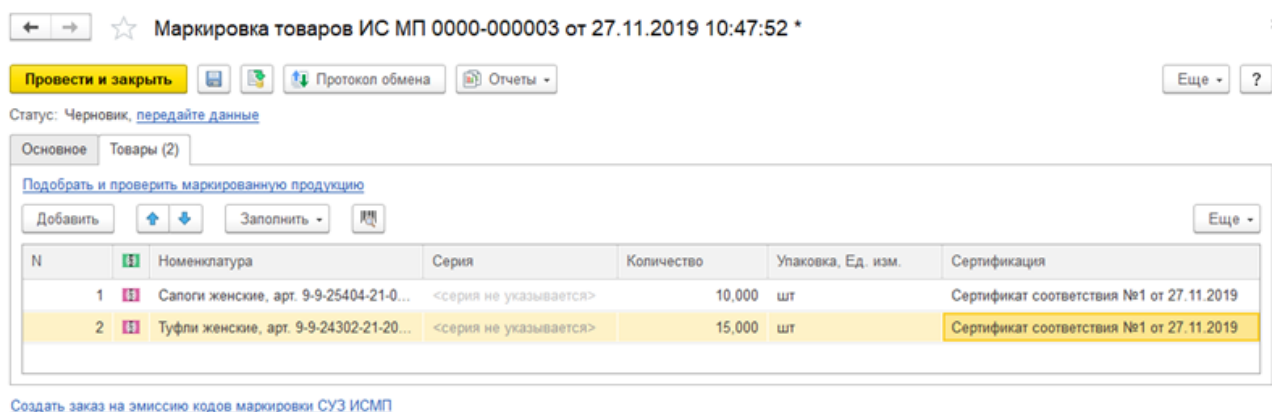 Маркировка товаров ИС МП 0000-000003 от 27.11.2019 10:47:52 *
Провести и закрыть Протокол обмена Отчеты Еще ?
Статус: Черновик, передайте данные
Основное Товары (2)
Подобрать и проверить маркированную продукцию
Добавить Заполнить Еще
N Номенклатура Серия Количество Упаковка, Ед. изм. Сертификация
1 Сапоги женские, арт. 9-9-25404-21-0... <серия не указывается> 10,000 шт Сертификат соответствия №1 от 27.11.2019
2 Туфли женские, арт. 9-9-24302-21-20... <серия не указывается> 15,000 шт Сертификат соответствия №1 от 27.11.2019
Создать заказ на эмиссию кодов маркировки СУЗ ИСМП